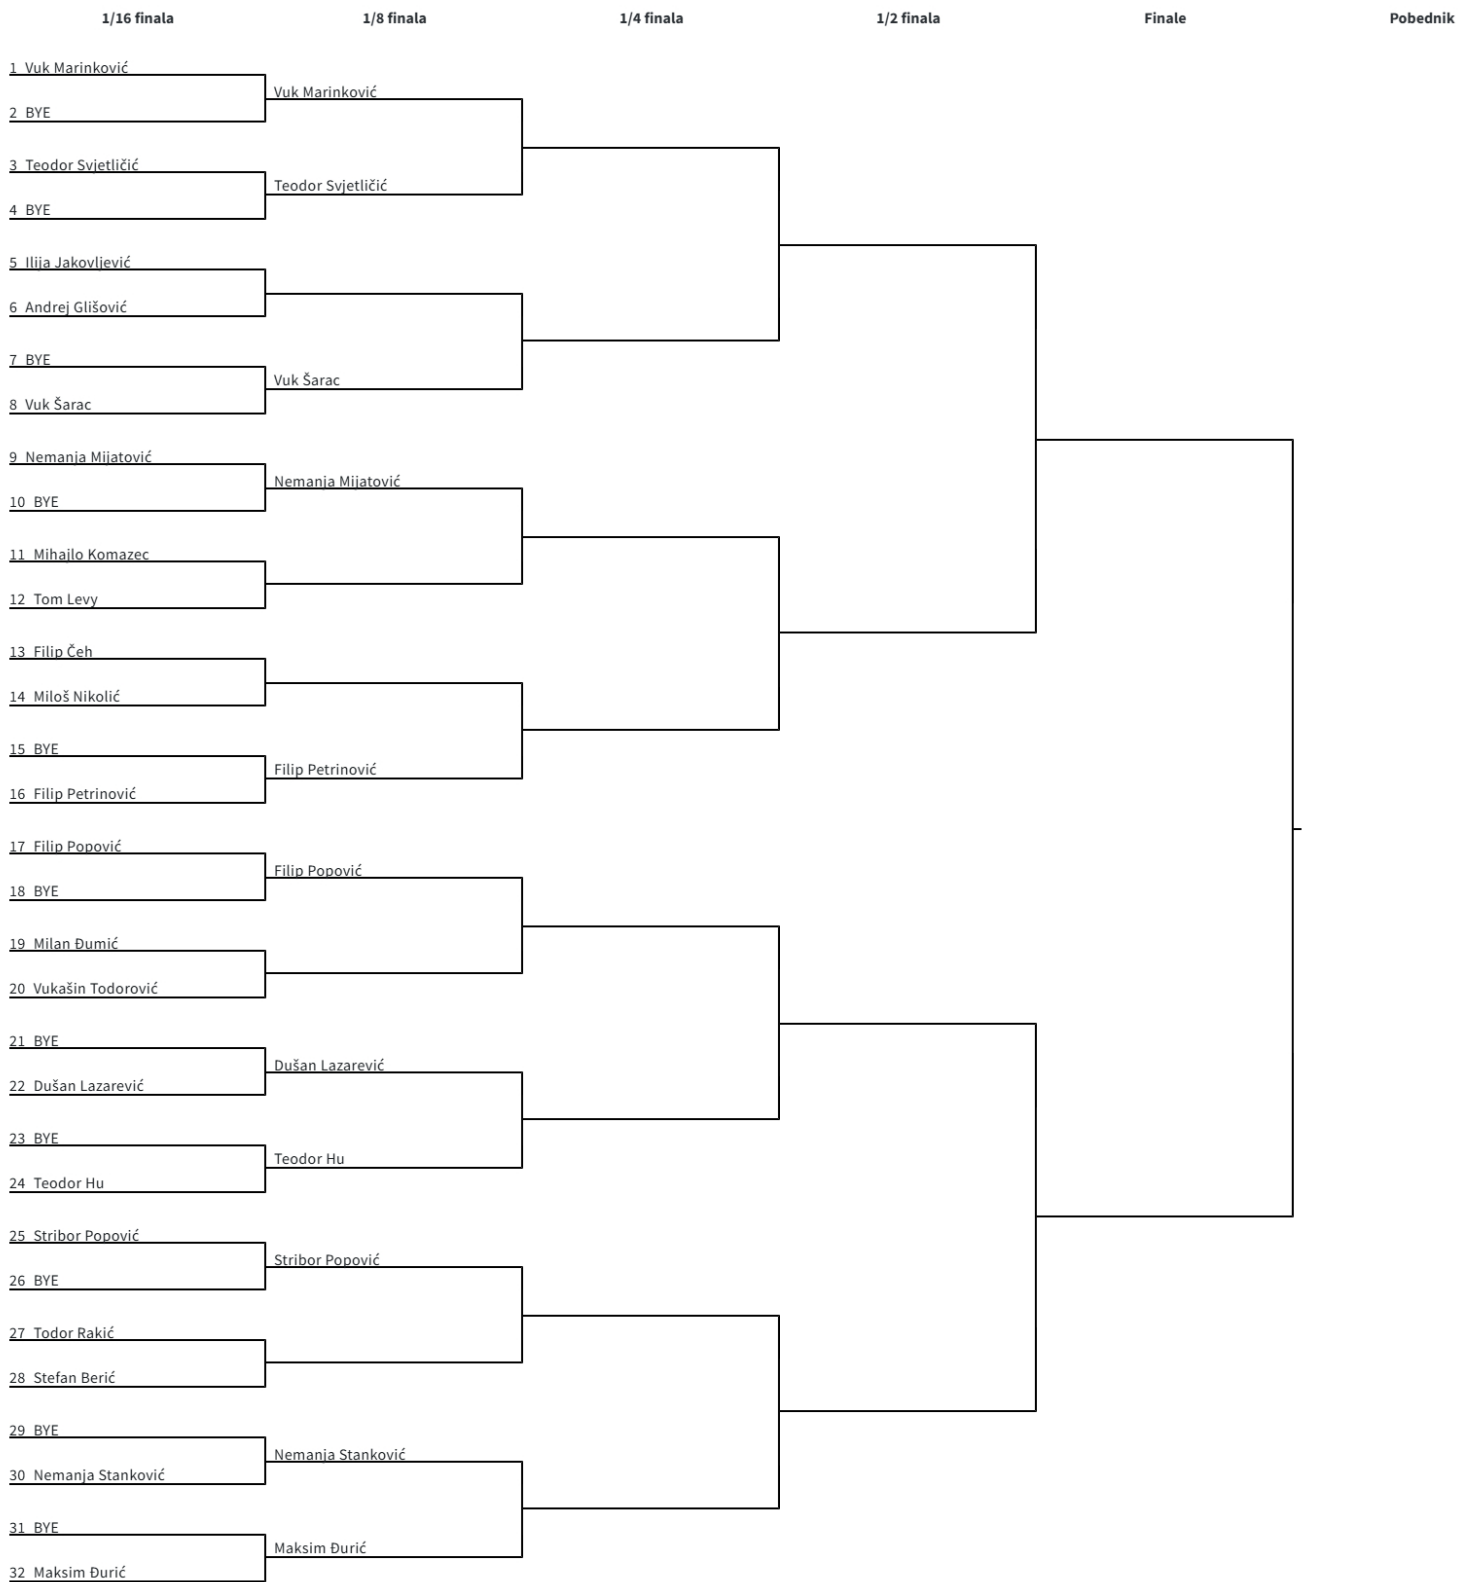 1/16 finala 1/8 finala 1/4 finala 1/2 finala Finale Pobednik
1 Vuk Marinković
Vuk Marinković
2 BYE
3 Teodor Svjetličić
Teodor Svjetličić
4 BYE
5 Ilija Jakovljević
6 Andrej Glišović
7 BYE
Vuk Šarac
8 Vuk Šarac
9 Nemanja Mijatović
Nemanja Mijatović
10 BYE
11 Mihajlo Komazec
12 Tom Levy
13 Filip Čeh
14 Miloš Nikolić
15 BYE
Filip Petrinović
16 Filip Petrinović
17 Filip Popović
Filip Popović
18 BYE
19 Milan Đumić
20 Vukašin Todorović
21 BYE
Dušan Lazarević
22 Dušan Lazarević
23 BYE
Teodor Hu
24 Teodor Hu
25 Stribor Popović
Stribor Popović
26 BYE
27 Todor Rakić
28 Stefan Berić
29 BYE
Nemanja Stanković
30 Nemanja Stanković
31 BYE
Maksim Đurić
32 Maksim Đurić